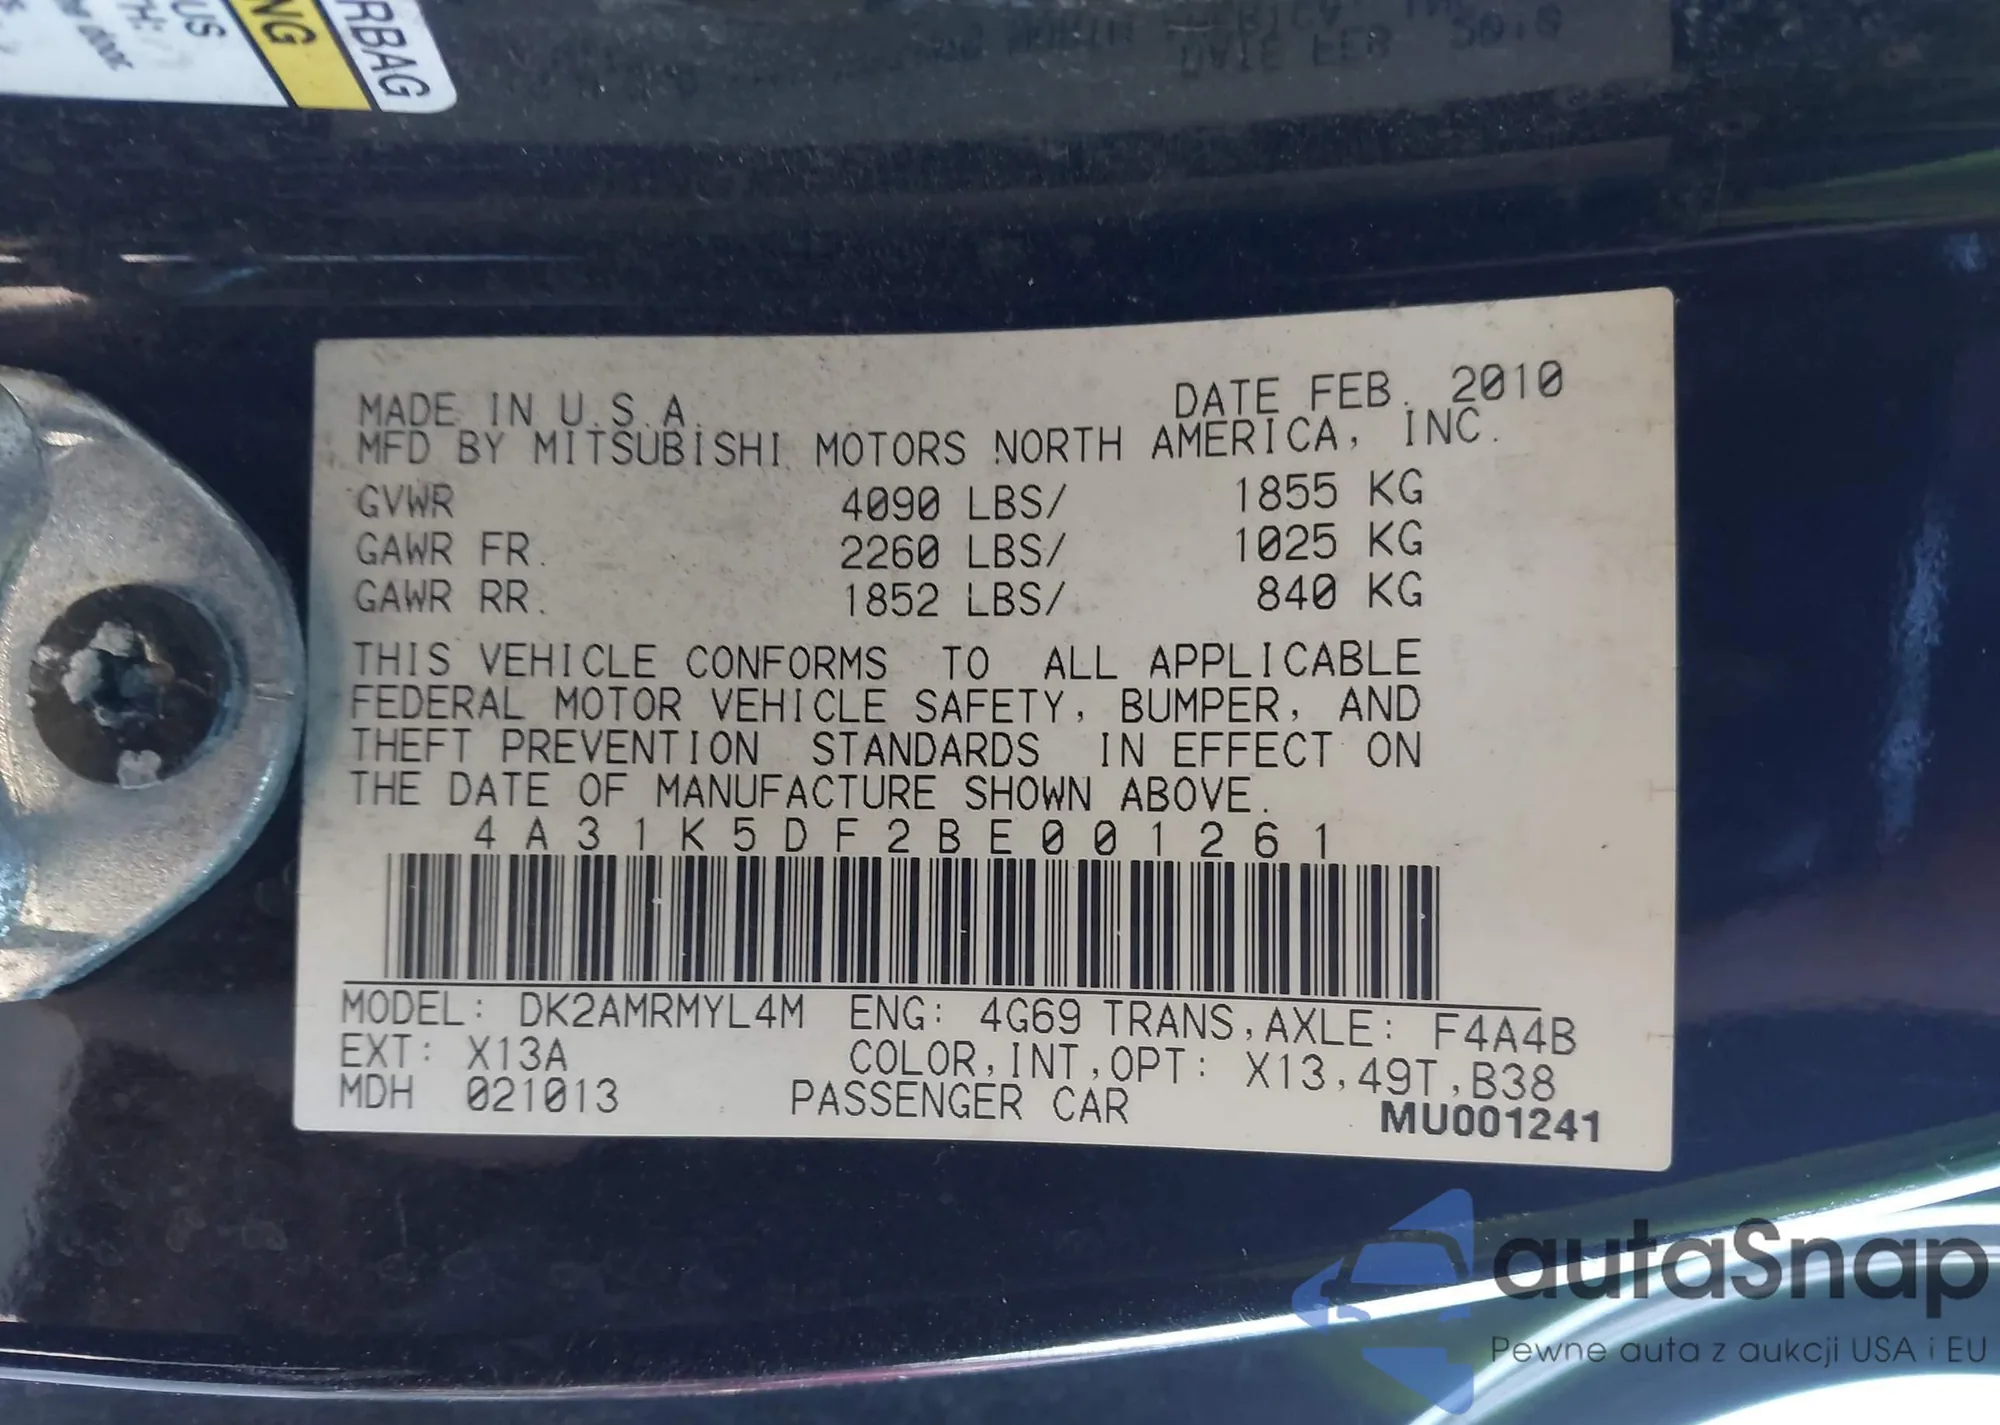 RBAG
NG
US
TH:
MADE IN U.S.A. DATE FEB. 2010
MFD BY MITSUBISHI MOTORS NORTH AMERICA, INC.
GVWR 4090 LBS/ 1855 KG
GAWR FR. 2260 LBS/ 1025 KG
GAWR RR. 1852 LBS/ 840 KG
THIS VEHICLE CONFORMS TO ALL APPLICABLE
FEDERAL MOTOR VEHICLE SAFETY, BUMPER, AND
THEFT PREVENTION STANDARDS IN EFFECT ON
THE DATE OF MANUFACTURE SHOWN ABOVE.
4A31K5DF2BE001261
MODEL: DK2AMRMYL4M ENG: 4G69 TRANS,AXLE: F4A4B
EXT: X13A COLOR,INT,OPT: X13,49T,B38
MDH 021013 PASSENGER CAR MU001241
autaSnap
Pewne auta z aukcji USA i EU